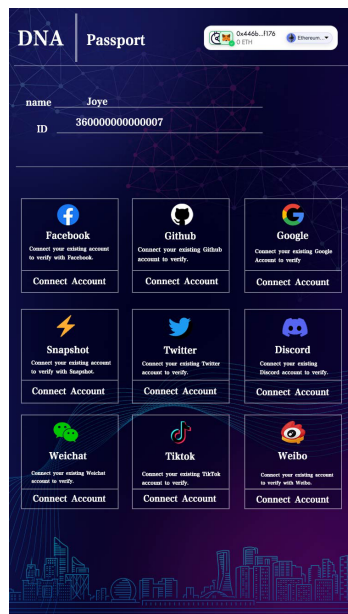 DNA Passport
0x446b...f176
0 ETH
Ethereum...
name Joye
ID 360000000000007
Facebook
Connect your existing account
to verify with Facebook.
Connect Account
Github
Connect your existing Github
account to verify.
Connect Account
Google
Connect your existing Google
Account to verify
Connect Account
Snapshot
Connect your existing account
to verify with Snapshot.
Connect Account
Twitter
Connect your existing Twitter
account to verify.
Connect Account
Discord
Connect your existing
Discord account to verify.
Connect Account
Weichat
Connect your existing Weichat
account to verify.
Connect Account
Tiktok
Connect your existing TikTok
account to verify.
Connect Account
Weibo
Connect your existing account
to verify with Weibo.
Connect Account